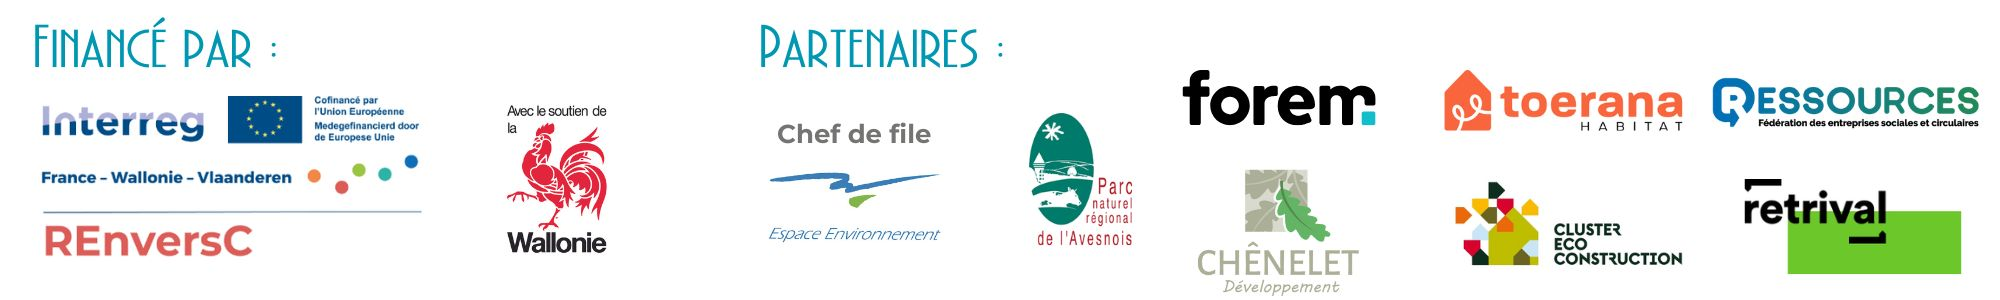 FINANCÉ PAR :
Interreg
Cofinancé par
l'Union Européenne
Medegefinancierd door
de Europese Unie
France – Wallonie – Vlaanderen
REnversC
Avec le soutien de
la
Wallonie
PARTENAIRES :
Chef de file
Espace Environnement
Parc
naturel
régional
de l'Avesnois
forem
CHÊNELET
Développement
toerana
HABITAT
CLUSTER
ECO
CONSTRUCTION
RESSOURCES
Fédération des entreprises sociales et circulaires
retrival